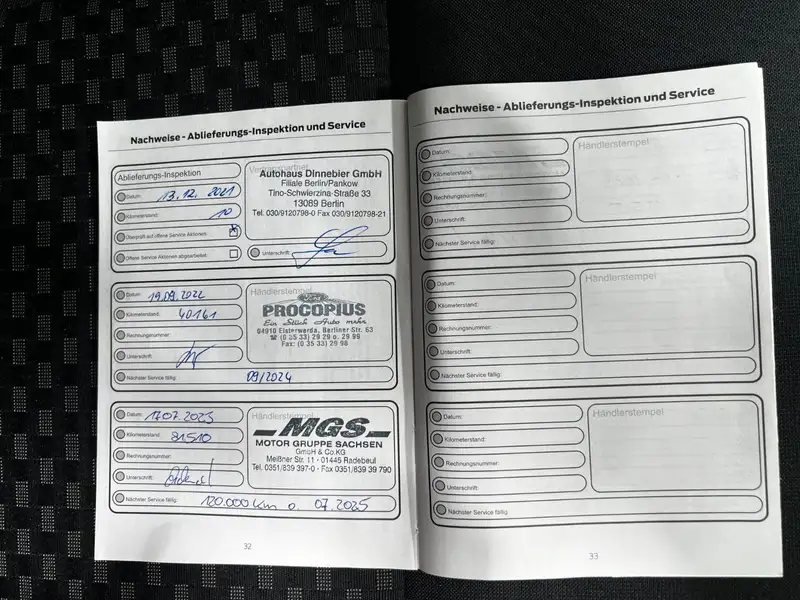 Nachweise - Ablieferungs-Inspektion und Service
Ablieferungs-Inspektion
Datum: 13.12.2021
Kilometerstand: 10
Überprüft auf offene Service Aktionen: x
Offene Service Aktionen abgearbeitet:
Autohaus Dinnebier GmbH
Filiale Berlin/Pankow
Tino-Schwierzina-Straße 33
13089 Berlin
Tel. 030/9120798-0 Fax 030/9120798-21
Unterschrift:
Datum: 19.09.2022
Kilometerstand: 40161
Rechnungsnummer:
Unterschrift:
Nächster Service fällig: 09/2024
Händlerstempel
Ford
PROCOPIUS
Ein Stück Auto mehr
04910 Elsterwerda, Berliner Str. 63
☎ (0 35 33) 29 29 o. 29 99
Fax: (0 35 33) 29 98
Datum: 17.07.2023
Kilometerstand: 81510
Rechnungsnummer:
Unterschrift:
Nächster Service fällig: 120.000 km o. 07.2025
Händlerstempel
MGS
MOTOR GRUPPE SACHSEN
GmbH & Co.KG
Meißner Str. 11 · 01445 Radebeul
Tel. 0351/839 397-0 · Fax 0351/839 39 790
32
Nachweise - Ablieferungs-Inspektion und Service
Datum:
Kilometerstand:
Rechnungsnummer:
Unterschrift:
Nächster Service fällig:
Händlerstempel
Datum:
Kilometerstand:
Rechnungsnummer:
Unterschrift:
Nächster Service fällig:
Händlerstempel
Datum:
Kilometerstand:
Rechnungsnummer:
Unterschrift:
Nächster Service fällig
Händlerstempel
33